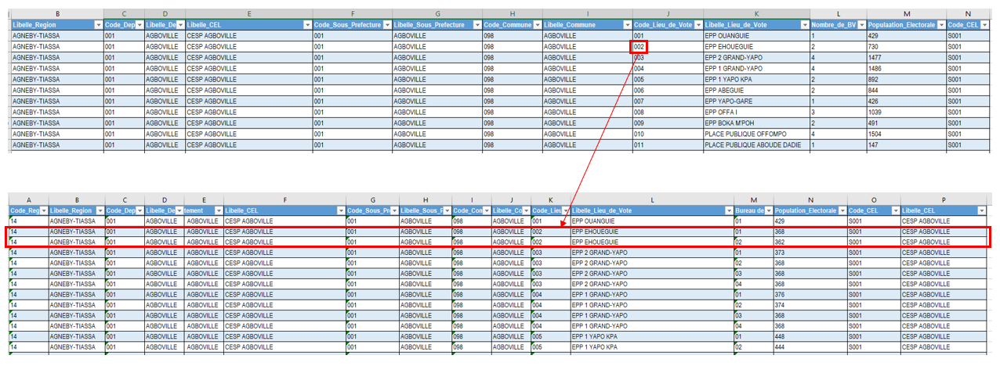 B C D E F G H I J K L M N
Libelle_Region Code_Dep Libelle_De Libelle_CEL Code_Sous_Prefecture Libelle_Sous_Prefecture Code_Commune Libelle_Commune Code_Lieu_de_Vote Libelle_Lieu_de_Vote Nombre_de_BV Populaation_Electorale Code_CEL
AGNEBY-TIASSA 001 AGBOVILLE CESP AGBOVILLE 001 AGBOVILLE 098 AGBOVILLE 001 EPP OUANGUIE 1 429 S001
AGNEBY-TIASSA 001 AGBOVILLE CESP AGBOVILLE 001 AGBOVILLE 098 AGBOVILLE 002 EPP EHOUEGUIE 2 730 S001
AGNEBY-TIASSA 001 AGBOVILLE CESP AGBOVILLE 001 AGBOVILLE 098 AGBOVILLE 003 EPP 2 GRAND-YAPO 4 1477 S001
AGNEBY-TIASSA 001 AGBOVILLE CESP AGBOVILLE 001 AGBOVILLE 098 AGBOVILLE 004 EPP 1 GRAND-YAPO 4 1486 S001
AGNEBY-TIASSA 001 AGBOVILLE CESP AGBOVILLE 001 AGBOVILLE 098 AGBOVILLE 005 EPP 1 YAPO KPA 2 892 S001
AGNEBY-TIASSA 001 AGBOVILLE CESP AGBOVILLE 001 AGBOVILLE 098 AGBOVILLE 006 EPP ABEGUIE 2 844 S001
AGNEBY-TIASSA 001 AGBOVILLE CESP AGBOVILLE 001 AGBOVILLE 098 AGBOVILLE 007 EPP YAPO-GARE 1 426 S001
AGNEBY-TIASSA 001 AGBOVILLE CESP AGBOVILLE 001 AGBOVILLE 098 AGBOVILLE 008 EPP OFFA I 3 1039 S001
AGNEBY-TIASSA 001 AGBOVILLE CESP AGBOVILLE 001 AGBOVILLE 098 AGBOVILLE 009 EPP BOKA M'POH 2 491 S001
AGNEBY-TIASSA 001 AGBOVILLE CESP AGBOVILLE 001 AGBOVILLE 098 AGBOVILLE 010 PLACE PUBLIQUE OFFOMPO 4 1504 S001
AGNEBY-TIASSA 001 AGBOVILLE CESP AGBOVILLE 001 AGBOVILLE 098 AGBOVILLE 011 PLACE PUBLIQUE ABOUDE DADIE 1 147 S001
A B C D E F G H I J K L M N O P
Code_Reg Libelle_Region Code_Dep Libelle_De tement Libelle_CEL Code_Sous_Pr Libelle_Sous_P Code_Com Libelle_Co Code_Lieu Libelle_Lieu_de_Vote Bureau de Population_Electorale Code_CEL Libelle_CEL
14 AGNEBY-TIASSA 001 AGBOVILLE AGBOVILLE CESP AGBOVILLE 001 AGBOVILLE 098 AGBOVILLE 001 EPP OUANGUIE 01 429 S001 CESP AGBOVILLE
14 AGNEBY-TIASSA 001 AGBOVILLE AGBOVILLE CESP AGBOVILLE 001 AGBOVILLE 098 AGBOVILLE 002 EPP EHOUEGUIE 01 368 S001 CESP AGBOVILLE
14 AGNEBY-TIASSA 001 AGBOVILLE AGBOVILLE CESP AGBOVILLE 001 AGBOVILLE 098 AGBOVILLE 002 EPP EHOUEGUIE 02 362 S001 CESP AGBOVILLE
14 AGNEBY-TIASSA 001 AGBOVILLE AGBOVILLE CESP AGBOVILLE 001 AGBOVILLE 098 AGBOVILLE 003 EPP 2 GRAND-YAPO 01 373 S001 CESP AGBOVILLE
14 AGNEBY-TIASSA 001 AGBOVILLE AGBOVILLE CESP AGBOVILLE 001 AGBOVILLE 098 AGBOVILLE 003 EPP 2 GRAND-YAPO 02 368 S001 CESP AGBOVILLE
14 AGNEBY-TIASSA 001 AGBOVILLE AGBOVILLE CESP AGBOVILLE 001 AGBOVILLE 098 AGBOVILLE 003 EPP 2 GRAND-YAPO 03 368 S001 CESP AGBOVILLE
14 AGNEBY-TIASSA 001 AGBOVILLE AGBOVILLE CESP AGBOVILLE 001 AGBOVILLE 098 AGBOVILLE 003 EPP 2 GRAND-YAPO 04 368 S001 CESP AGBOVILLE
14 AGNEBY-TIASSA 001 AGBOVILLE AGBOVILLE CESP AGBOVILLE 001 AGBOVILLE 098 AGBOVILLE 004 EPP 1 GRAND-YAPO 01 376 S001 CESP AGBOVILLE
14 AGNEBY-TIASSA 001 AGBOVILLE AGBOVILLE CESP AGBOVILLE 001 AGBOVILLE 098 AGBOVILLE 004 EPP 1 GRAND-YAPO 02 374 S001 CESP AGBOVILLE
14 AGNEBY-TIASSA 001 AGBOVILLE AGBOVILLE CESP AGBOVILLE 001 AGBOVILLE 098 AGBOVILLE 004 EPP 1 GRAND-YAPO 03 368 S001 CESP AGBOVILLE
14 AGNEBY-TIASSA 001 AGBOVILLE AGBOVILLE CESP AGBOVILLE 001 AGBOVILLE 098 AGBOVILLE 004 EPP 1 GRAND-YAPO 04 368 S001 CESP AGBOVILLE
14 AGNEBY-TIASSA 001 AGBOVILLE AGBOVILLE CESP AGBOVILLE 001 AGBOVILLE 098 AGBOVILLE 005 EPP 1 YAPO KPA 01 448 S001 CESP AGBOVILLE
14 AGNEBY-TIASSA 001 AGBOVILLE AGBOVILLE CESP AGBOVILLE 001 AGBOVILLE 098 AGBOVILLE 005 EPP 1 YAPO KPA 02 444 S001 CESP AGBOVILLE